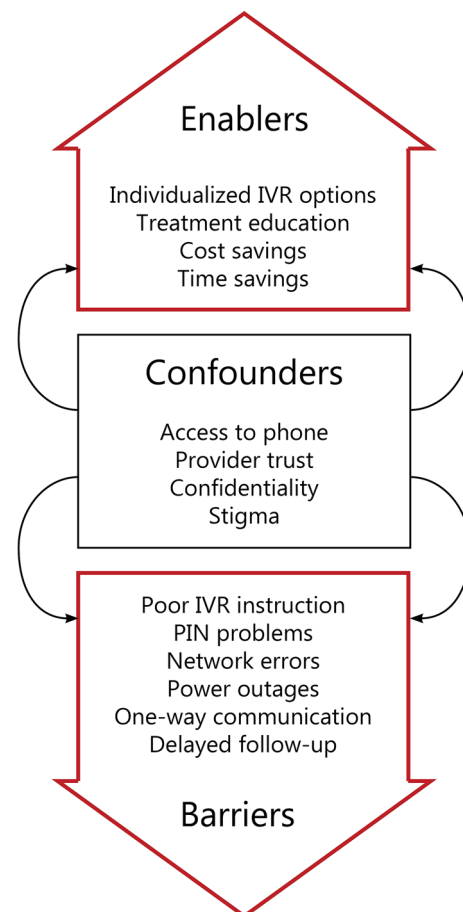 Enablers
Individualized IVR options
Treatment education
Cost savings
Time savings
Confounders
Access to phone
Provider trust
Confidentiality
Stigma
Poor IVR instruction
PIN problems
Network errors
Power outages
One-way communication
Delayed follow-up
Barriers